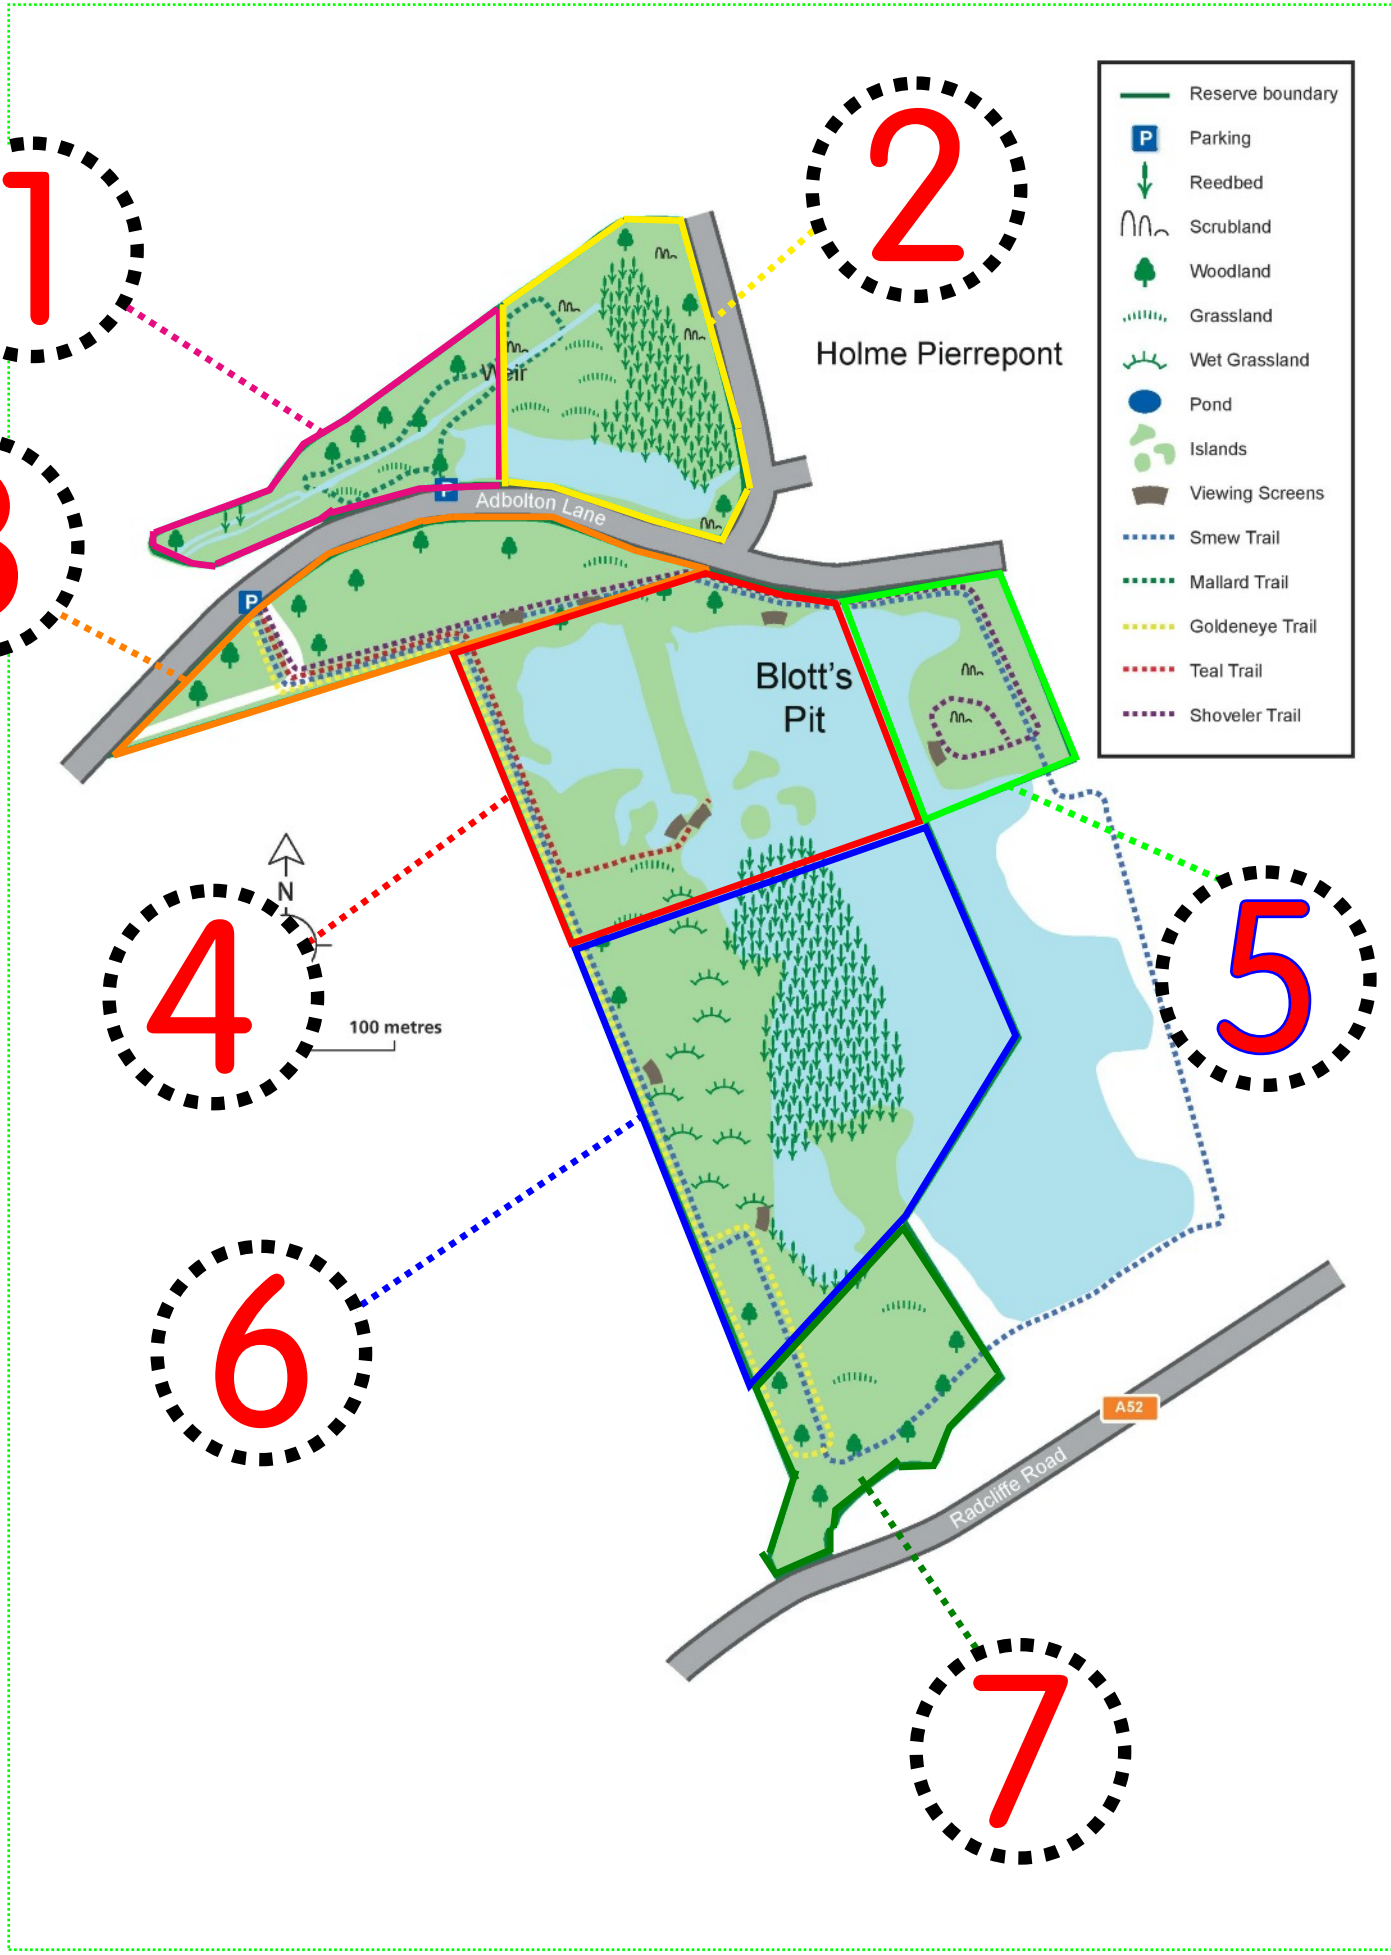 1
2
3
4
5
6
7
Reserve boundary
P Parking
Reedbed
Scrubland
Woodland
Grassland
Wet Grassland
Pond
Islands
Viewing Screens
Smew Trail
Mallard Trail
Goldeneye Trail
Teal Trail
Shoveler Trail
Holme Pierrepont
Weir
P
Adbolton Lane
P
Blott's
Pit
N
100 metres
A52
Radcliffe Road